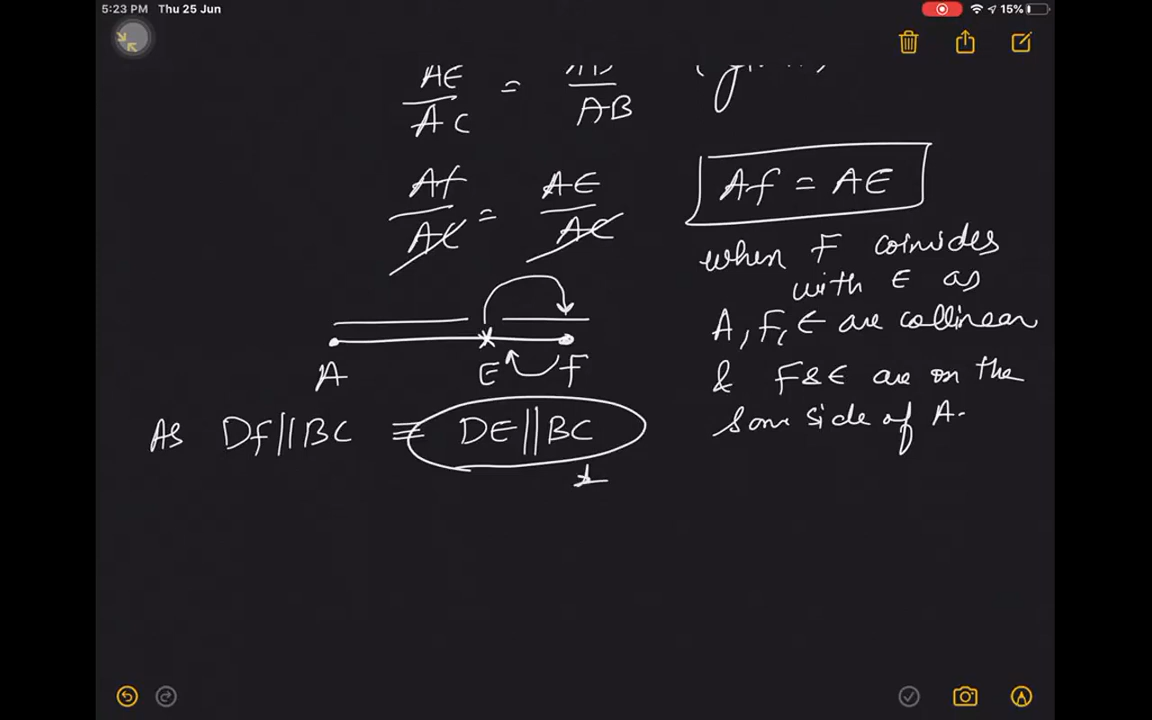 5:23 PM Thu 25 Jun 15%
AE/AC = /AB
Af/AC = AE/AC
Af = AE
when F coincides
with E as
A, F, E are collinear
& F & E are on the
same side of A.
A E F
As Df || BC ≡ DE || BC